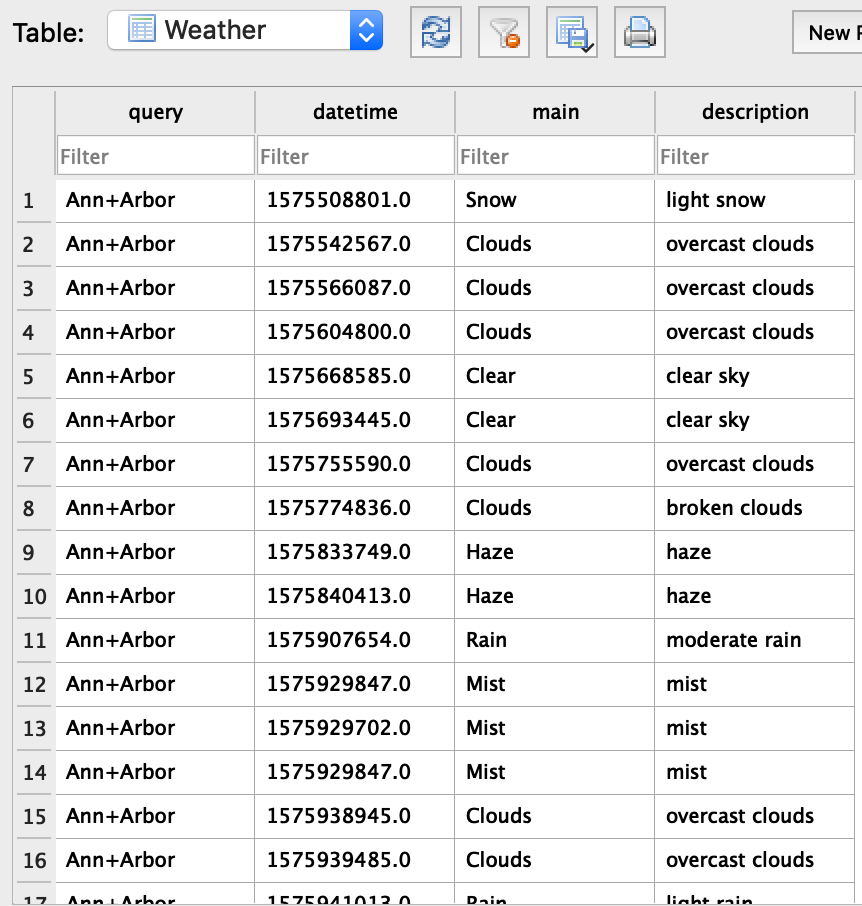 Table: Weather New
query datetime main description
Filter Filter Filter Filter
1 Ann+Arbor 1575508801.0 Snow light snow
2 Ann+Arbor 1575542567.0 Clouds overcast clouds
3 Ann+Arbor 1575566087.0 Clouds overcast clouds
4 Ann+Arbor 1575604800.0 Clouds overcast clouds
5 Ann+Arbor 1575668585.0 Clear clear sky
6 Ann+Arbor 1575693445.0 Clear clear sky
7 Ann+Arbor 1575755590.0 Clouds overcast clouds
8 Ann+Arbor 1575774836.0 Clouds broken clouds
9 Ann+Arbor 1575833749.0 Haze haze
10 Ann+Arbor 1575840413.0 Haze haze
11 Ann+Arbor 1575907654.0 Rain moderate rain
12 Ann+Arbor 1575929847.0 Mist mist
13 Ann+Arbor 1575929702.0 Mist mist
14 Ann+Arbor 1575929847.0 Mist mist
15 Ann+Arbor 1575938945.0 Clouds overcast clouds
16 Ann+Arbor 1575939485.0 Clouds overcast clouds
17 Ann+Arbor 1575941013.0 Rain light rain